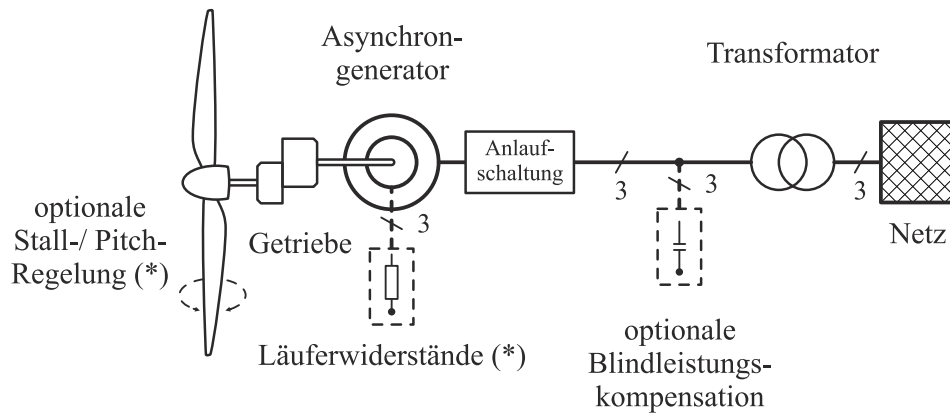 Asynchron-
generator
Transformator
Anlauf-
schaltung
3
3
3
3
optionale
Stall-/ Pitch-
Regelung (*)
Getriebe
Netz
Läuferwiderstände (*)
optionale
Blindleistungs-
kompensation